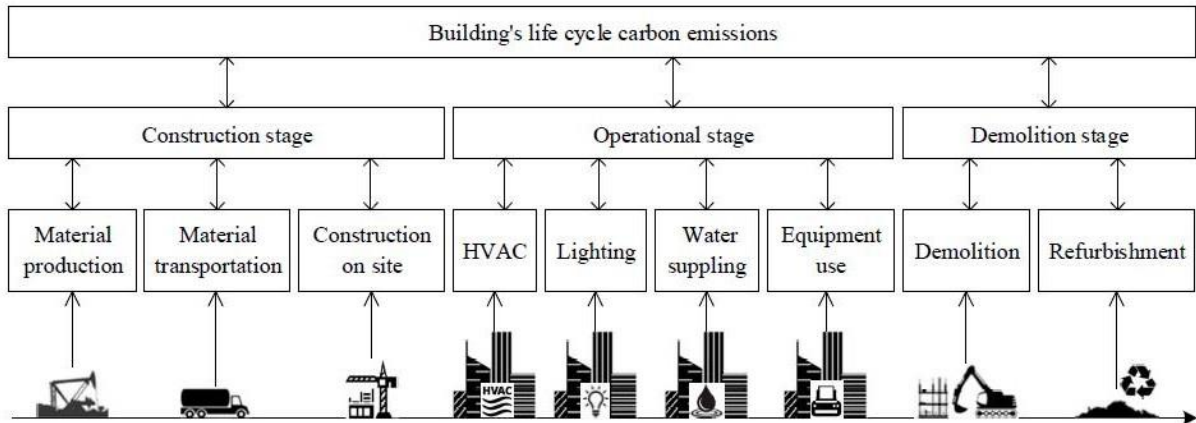 Building's life cycle carbon emissions
Construction stage
Operational stage
Demolition stage
Material
production
Material
transportation
Construction
on site
HVAC
Lighting
Water
suppling
Equipment
use
Demolition
Refurbishment
HVAC